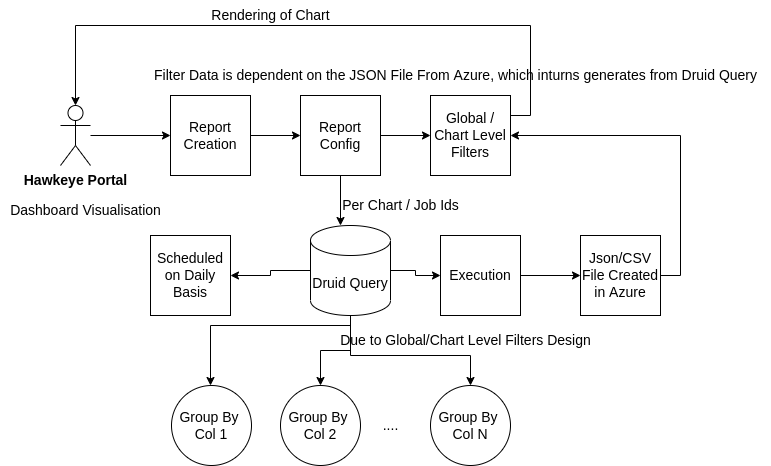 Rendering of Chart
Filter Data is dependent on the JSON File From Azure, which inturns generates from Druid Query
Report
Creation
Report
Config
Global /
Chart Level
Filters
Hawkeye Portal
Dashboard Visualisation
Per Chart / Job Ids
Scheduled
on Daily
Basis
Druid Query
Execution
Json/CSV
File Created
in Azure
Due to Global/Chart Level Filters Design
Group By
Col 1
Group By
Col 2
....
Group By
Col N